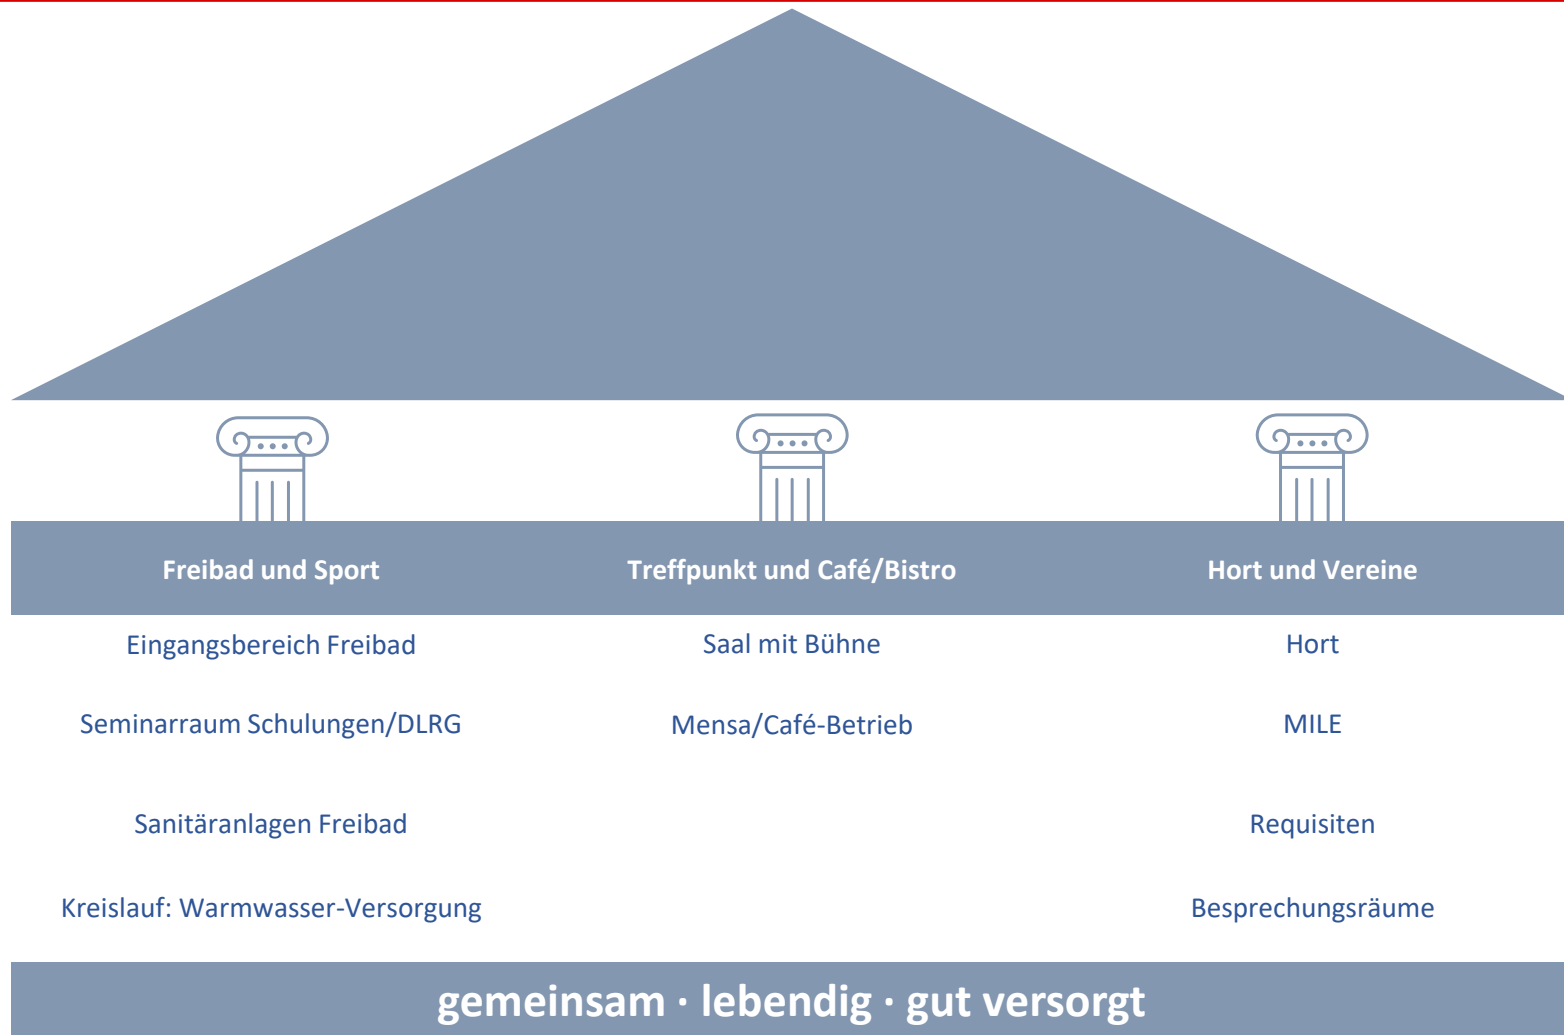 Freibad und Sport
Treffpunkt und Café/Bistro
Hort und Vereine
Eingangsbereich Freibad
Saal mit Bühne
Hort
Seminarraum Schulungen/DLRG
Mensa/Café-Betrieb
MILE
Sanitäranlagen Freibad
Requisiten
Kreislauf: Warmwasser-Versorgung
Besprechungsräume
gemeinsam · lebendig · gut versorgt